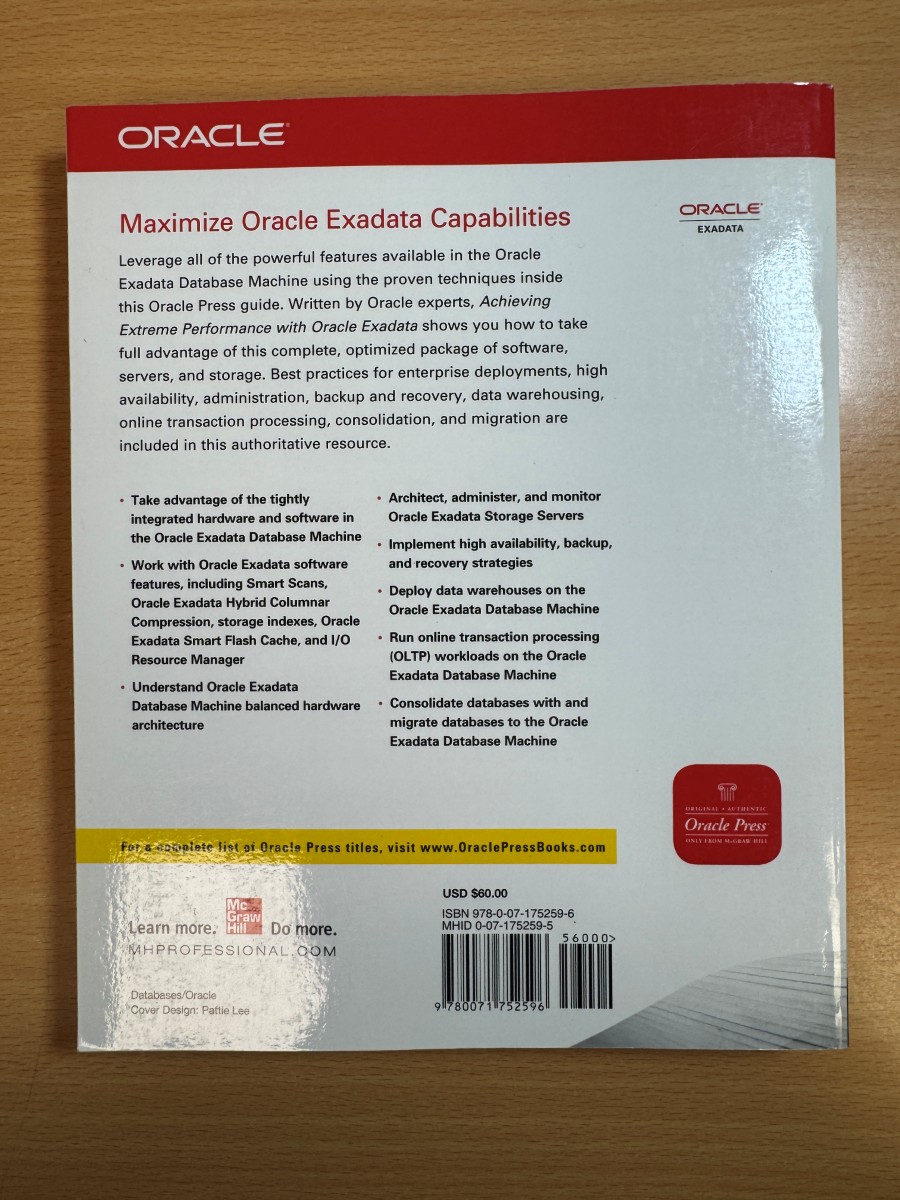 ORACLE®
Maximize Oracle Exadata Capabilities
ORACLE®
EXADATA
Leverage all of the powerful features available in the Oracle
Exadata Database Machine using the proven techniques inside
this Oracle Press guide. Written by Oracle experts, Achieving
Extreme Performance with Oracle Exadata shows you how to take
full advantage of this complete, optimized package of software,
servers, and storage. Best practices for enterprise deployments, high
availability, administration, backup and recovery, data warehousing,
online transaction processing, consolidation, and migration are
included in this authoritative resource.
• Take advantage of the tightly
integrated hardware and software in
the Oracle Exadata Database Machine
• Work with Oracle Exadata software
features, including Smart Scans,
Oracle Exadata Hybrid Columnar
Compression, storage indexes, Oracle
Exadata Smart Flash Cache, and I/O
Resource Manager
• Understand Oracle Exadata
Database Machine balanced hardware
architecture
• Architect, administer, and monitor
Oracle Exadata Storage Servers
• Implement high availability, backup,
and recovery strategies
• Deploy data warehouses on the
Oracle Exadata Database Machine
• Run online transaction processing
(OLTP) workloads on the Oracle
Exadata Database Machine
• Consolidate databases with and
migrate databases to the Oracle
Exadata Database Machine
ORIGINAL • AUTHENTIC
Oracle Press
ONLY FROM McGRAW-HILL
For a complete list of Oracle Press titles, visit www.OraclePressBooks.com
Learn more.
Mc
Graw
Hill
Do more.
MHPROFESSIONAL.COM
Databases/Oracle
Cover Design: Pattie Lee
USD $60.00
ISBN 978-0-07-175259-6
MHID 0-07-175259-5
56000>
9 780071 752596